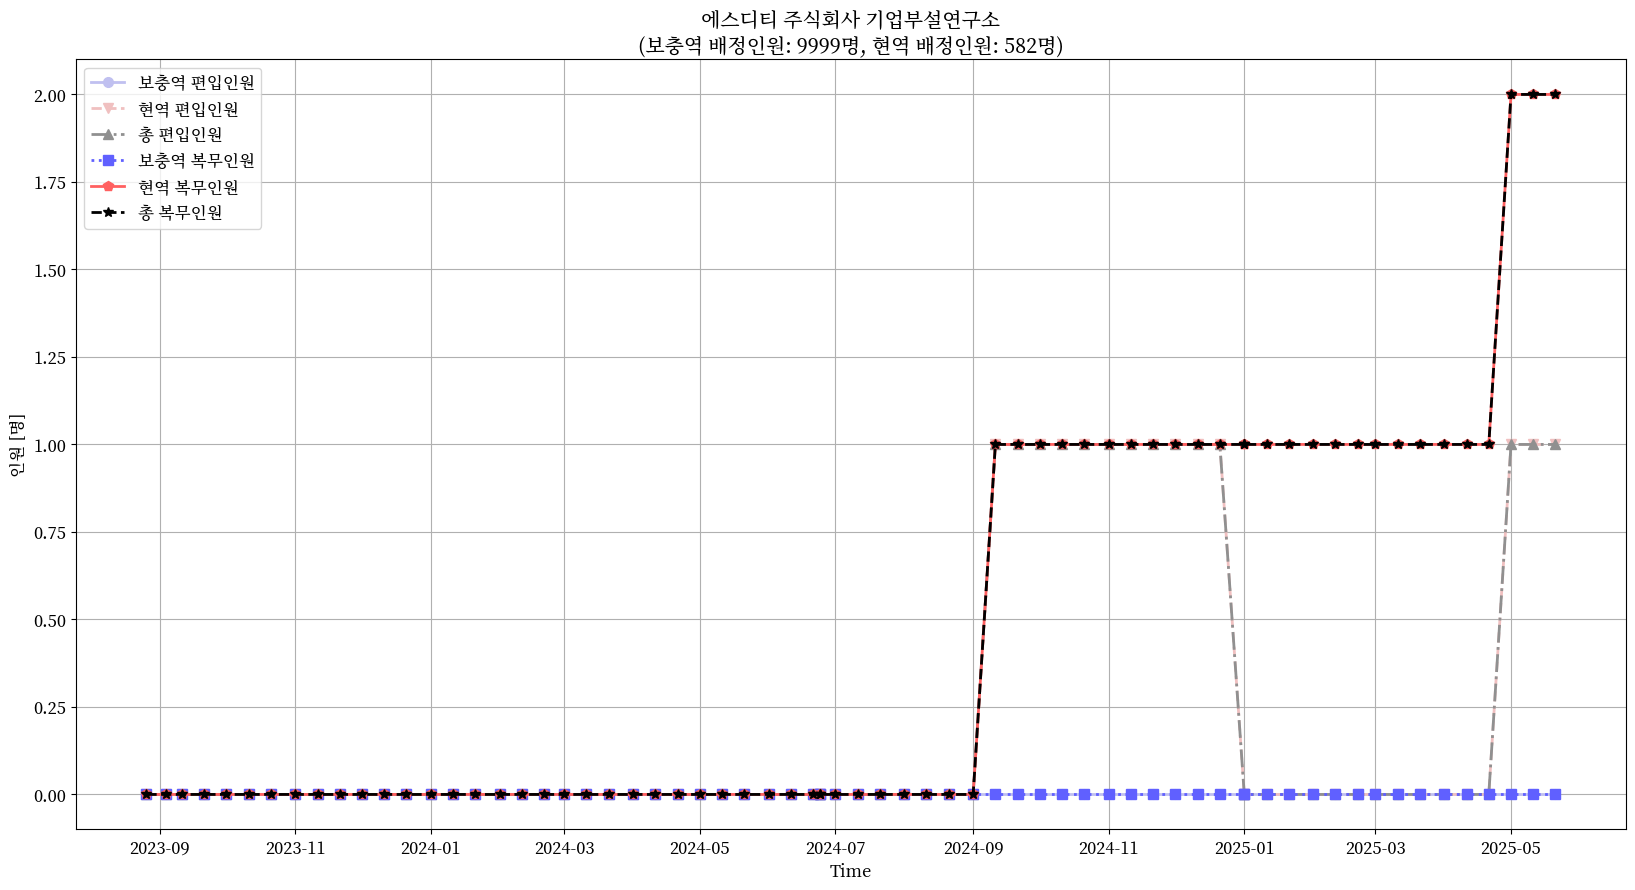 에스디티 주식회사 기업부설연구소
(보충역 배정인원: 9999명, 현역 배정인원: 582명)
보충역 편입인원
현역 편입인원
총 편입인원
보충역 복무인원
현역 복무인원
총 복무인원
2.00
1.75
1.50
1.25
1.00
0.75
0.50
0.25
0.00
인원 [명]
2023-09 2023-11 2024-01 2024-03 2024-05 2024-07 2024-09 2024-11 2025-01 2025-03 2025-05
Time